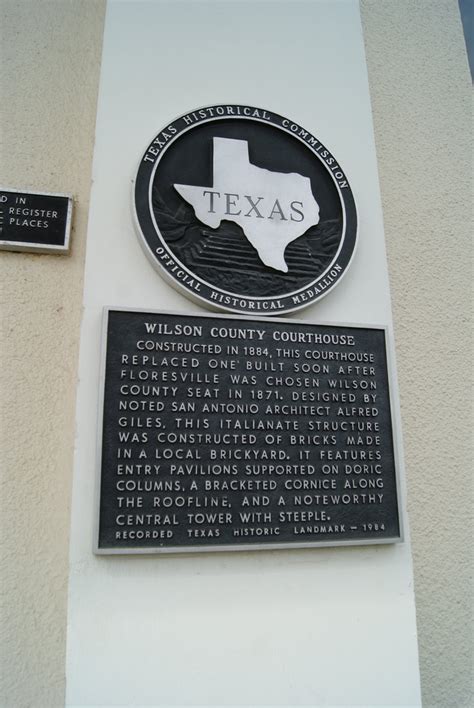 D IN
REGISTER
PLACES
TEXAS HISTORICAL COMMISSION
TEXAS
OFFICIAL HISTORICAL MEDALLION
WILSON COUNTY COURTHOUSE
CONSTRUCTED IN 1884, THIS COURTHOUSE
REPLACED ONE BUILT SOON AFTER
FLORESVILLE WAS CHOSEN WILSON
COUNTY SEAT IN 1871. DESIGNED BY
NOTED SAN ANTONIO ARCHITECT ALFRED
GILES, THIS ITALIANATE STRUCTURE
WAS CONSTRUCTED OF BRICKS MADE
IN A LOCAL BRICKYARD. IT FEATURES
ENTRY PAVILIONS SUPPORTED ON DORIC
COLUMNS, A BRACKETED CORNICE ALONG
THE ROOFLINE, AND A NOTEWORTHY
CENTRAL TOWER WITH STEEPLE.
RECORDED TEXAS HISTORIC LANDMARK – 1984